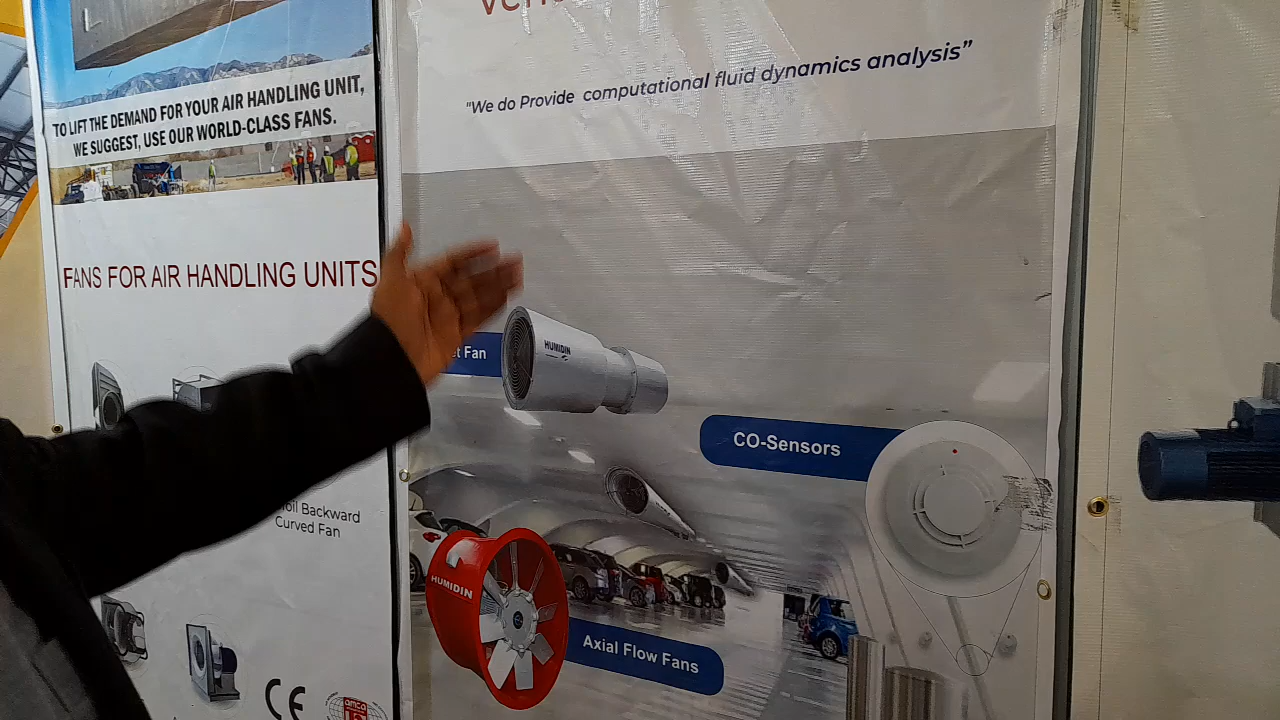 TO LIFT THE DEMAND FOR YOUR AIR HANDLING UNIT,
WE SUGGEST, USE OUR WORLD-CLASS FANS.
FANS FOR AIR HANDLING UNITS
Backward
Curved Fan
CE
amca
"We do Provide computational fluid dynamics analysis”
Fan
HUMIDIN
CO-Sensors
HUMIDIN
Axial Flow Fans